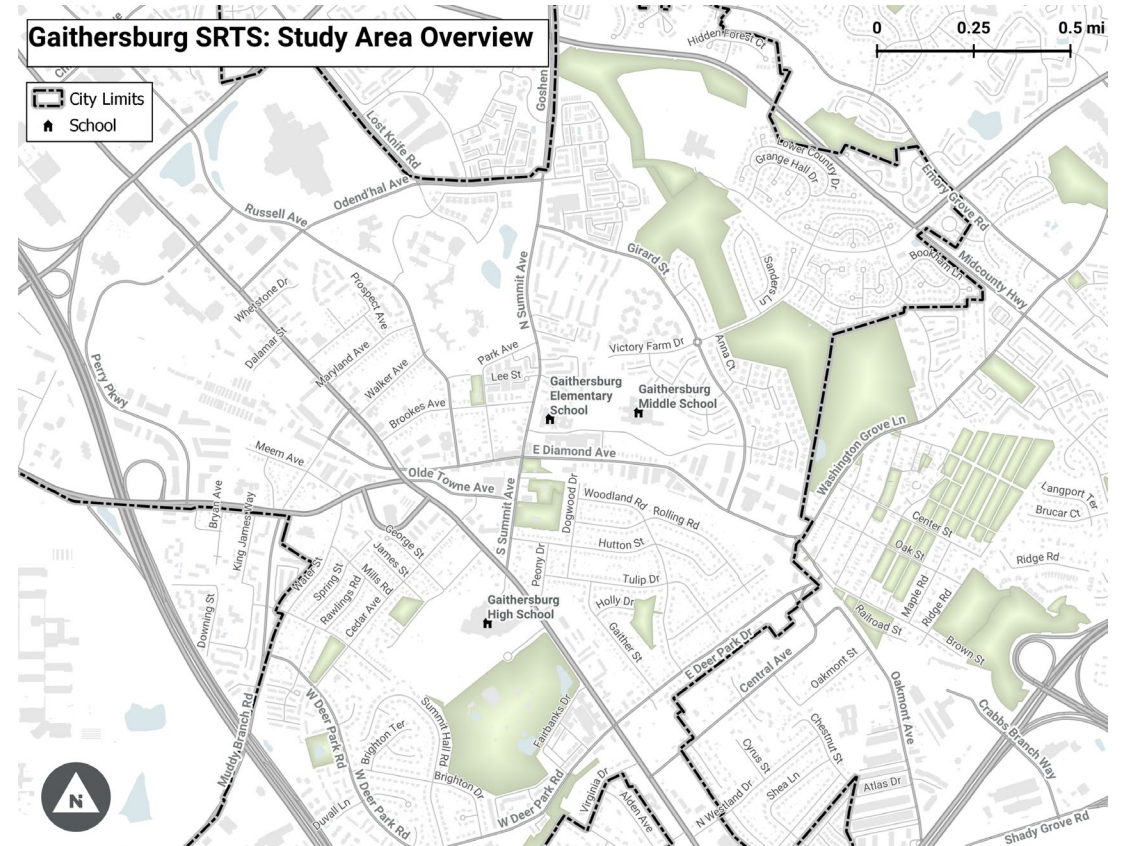 Gaithersburg SRTS: Study Area Overview
City Limits
School
0 0.25 0.5 mi
Hidden Forest Ct
Goshen
Lost Knife Rd
Lower Country Dr
Grange Hall Dr
Emory Grove Rd
Odend'hal Ave
Russell Ave
Girard St
Bookham Ln
Midcounty Hwy
N Summit Ave
Sanders Ln
Prospect Ave
Whetstone Dr
Dalamar St
Maryland Ave
Walker Ave
Park Ave
Lee St
Victory Farm Dr
Anna Ct
Perry Pkwy
Brookes Ave
Gaithersburg
Elementary
School
Gaithersburg
Middle School
Washington Grove Ln
Meem Ave
E Diamond Ave
Olde Towne Ave
Bryan Ave
King James Way
S Summit Ave
Dogwood Dr
Woodland Rd
Rolling Rd
Langport Ter
Brucar Ct
Center St
Oak St
Ridge Rd
George St
James St
Hutton St
Peony Dr
Tulip Dr
Water St
Spring St
Rawlings Rd
Mills Rd
Cedar Ave
Downing St
Gaithersburg
High School
Holly Dr
Gaither St
Maple Rd
Ridge Rd
Railroad St
Brown St
E Deer Park Dr
Central Ave
Oakmont St
Oakmont Ave
Crabbs Branch Way
Muddy Branch Rd
W Deer Park Rd
Brighton Ter
Summit Hall Rd
Fairbanks Dr
Brighton Dr
Chestnut St
Cyrus St
Shea Ln
Atlas Dr
N Westland Dr
Virginia Dr
Alden Ave
W Deer Park Rd
W Deer Park Rd
Duvall Ln
Shady Grove Rd
N